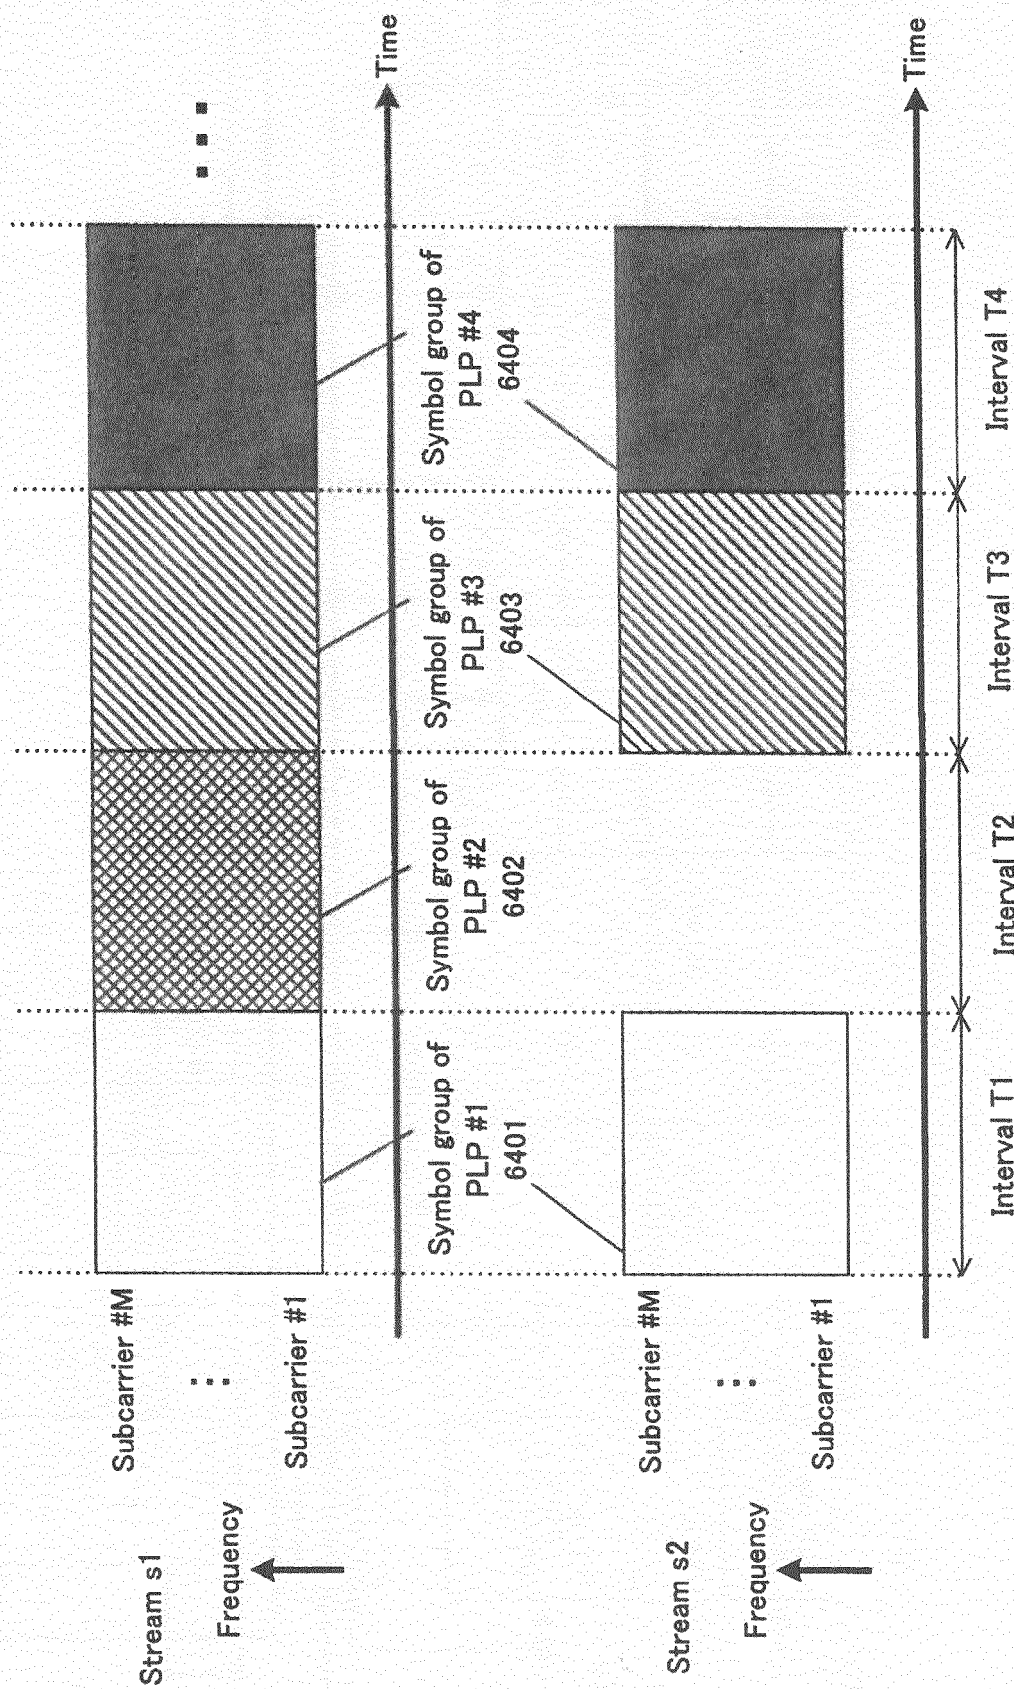 Stream s1
Frequency
Subcarrier #M
⋮
Subcarrier #1
...
Time
Symbol group of
PLP #1
6401
Symbol group of
PLP #2
6402
Symbol group of
PLP #3
6403
Symbol group of
PLP #4
6404
Stream s2
Frequency
Subcarrier #M
⋮
Subcarrier #1
Time
Interval T1
Interval T2
Interval T3
Interval T4